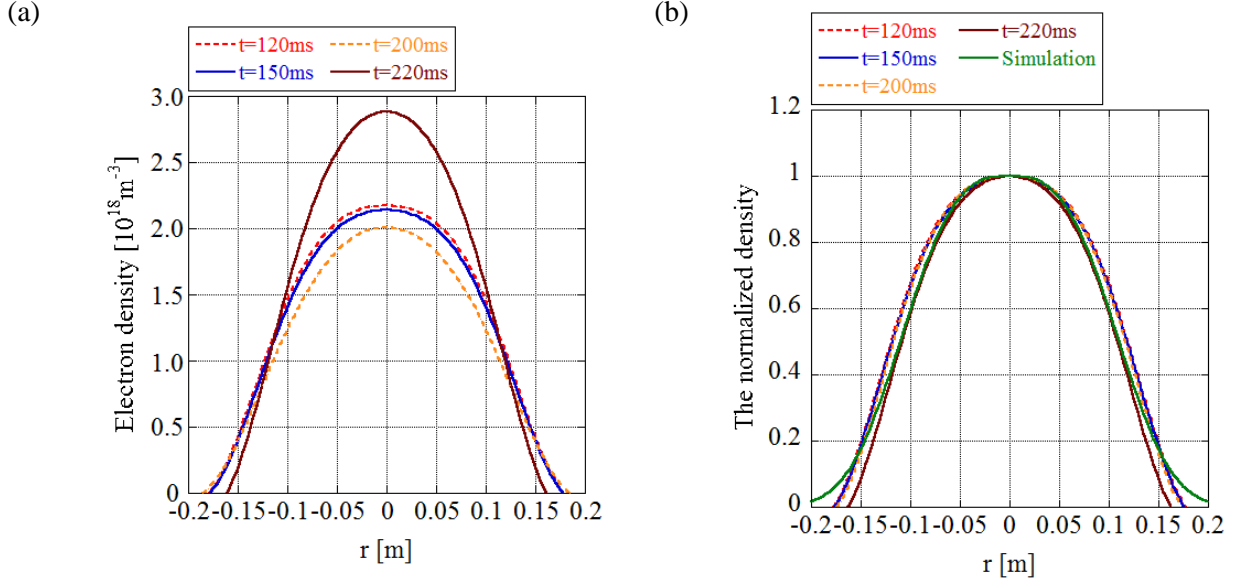 (a)
t=120ms t=200ms
t=150ms t=220ms
3.0
2.5
2.0
1.5
1.0
0.5
0
-0.2 -0.15 -0.1 -0.05 0 0.05 0.1 0.15 0.2
Electron density [10^18 m^-3]
r [m]
(b)
t=120ms t=220ms
t=150ms Simulation
t=200ms
1.2
1
0.8
0.6
0.4
0.2
0
-0.2 -0.15 -0.1 -0.05 0 0.05 0.1 0.15 0.2
The normalized density
r [m]